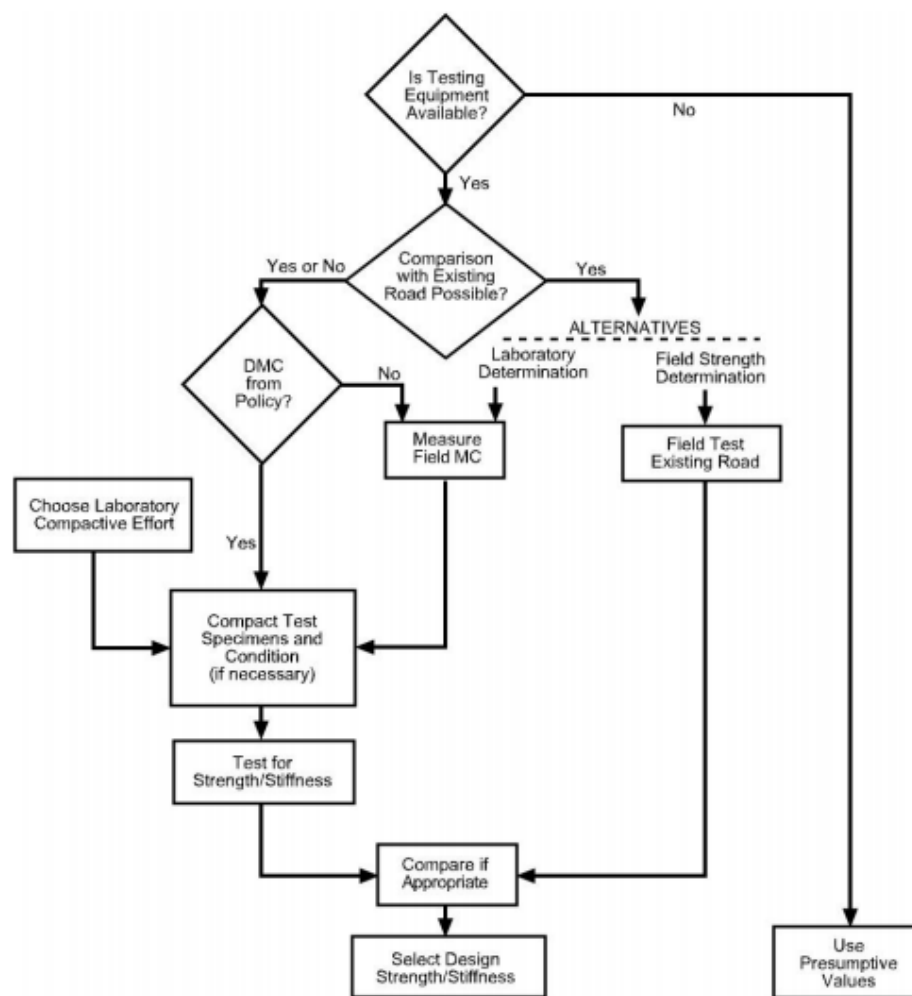 Is Testing
Equipment
Available?
No
Yes
Comparison
with Existing
Road Possible?
Yes or No
Yes
ALTERNATIVES
Laboratory
Determination
Field Strength
Determination
DMC
from
Policy?
No
Measure
Field MC
Field Test
Existing Road
Choose Laboratory
Compactive Effort
Yes
Compact Test
Specimens and
Condition
(if necessary)
Test for
Strength/Stiffness
Compare if
Appropriate
Select Design
Strength/Stiffness
Use
Presumptive
Values